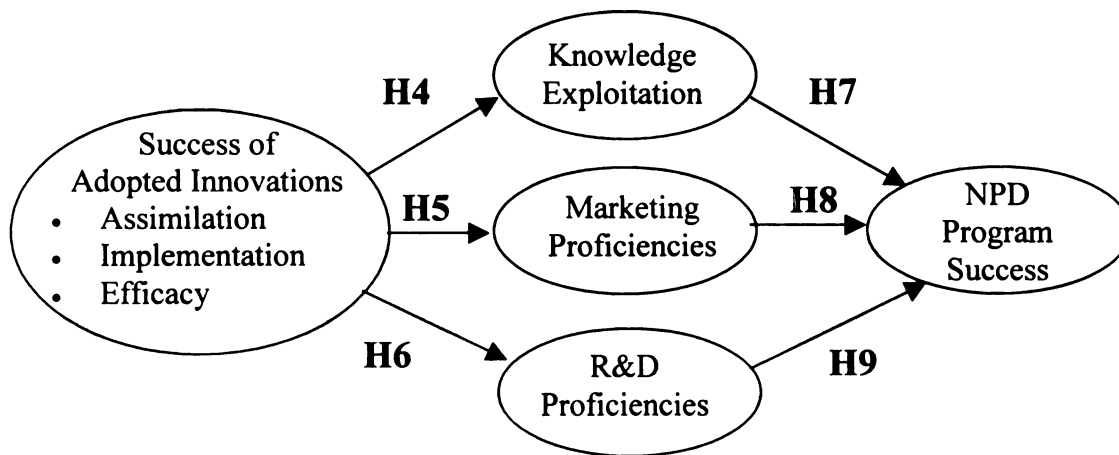 Knowledge
Exploitation
H4
H7
Success of
Adopted Innovations
• Assimilation
• Implementation
• Efficacy
H5
Marketing
Proficiencies
H8
NPD
Program
Success
H6
R&D
Proficiencies
H9